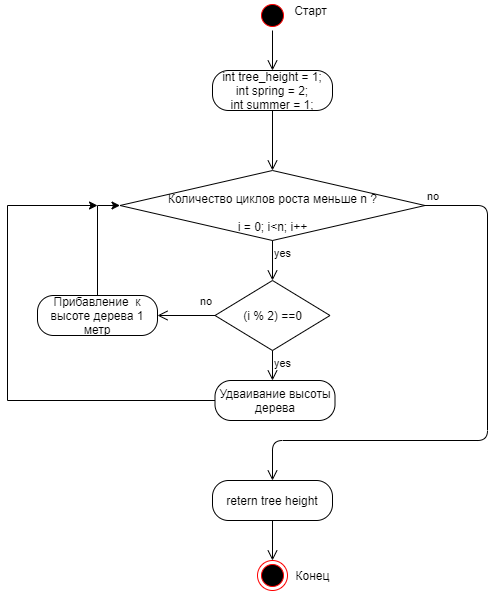 Старт
int tree_height = 1;
int spring = 2;
int summer = 1;
Количество циклов роста меньше n ?
i = 0; i<n; i++
no
yes
(i % 2) ==0
no
Прибавление к
высоте дерева 1
метр
yes
Удваивание высоты
дерева
retern tree height
Конец